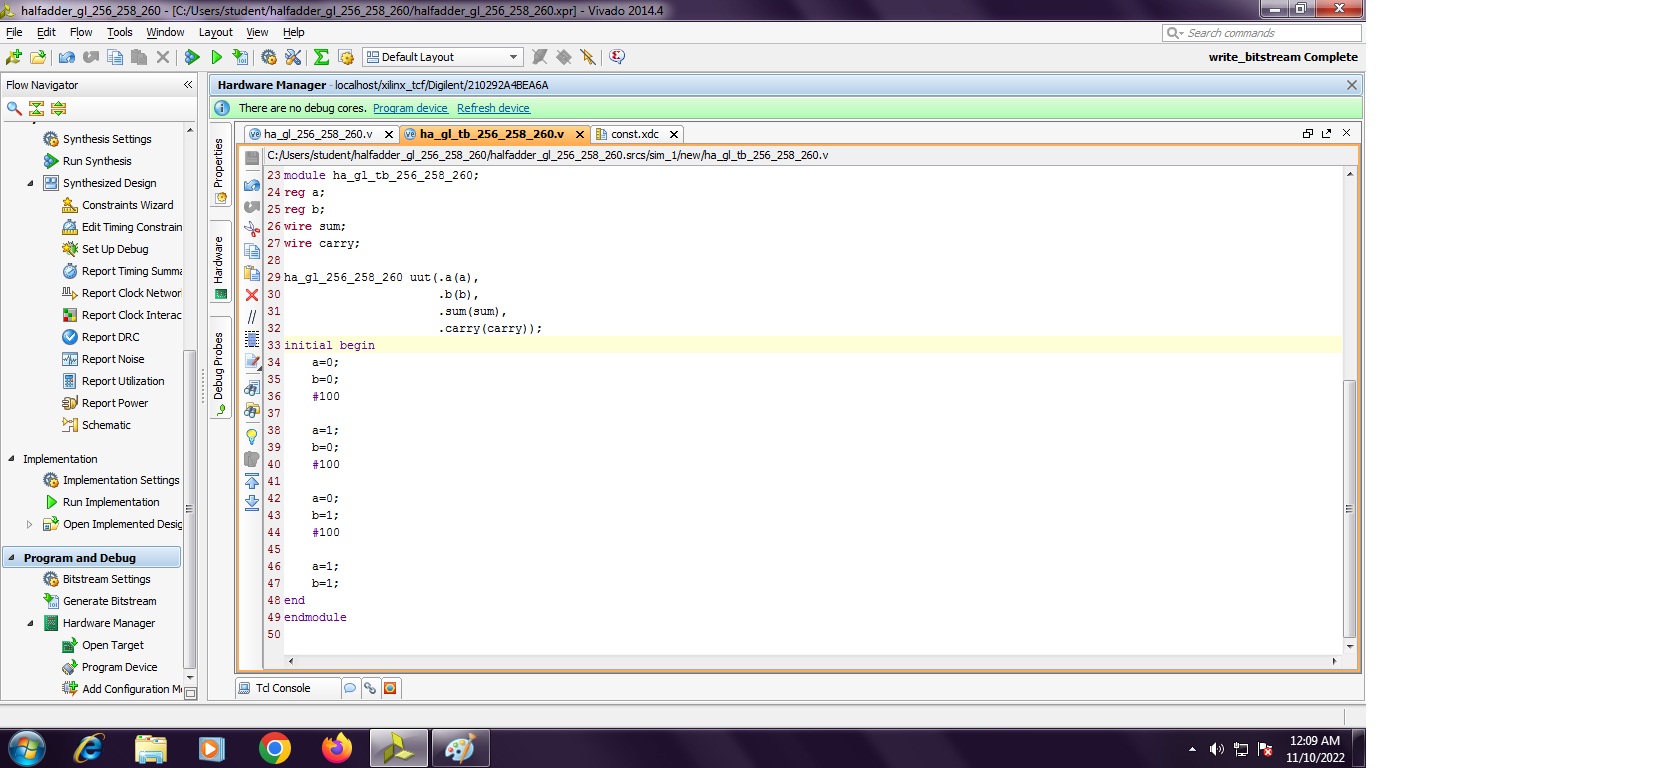 halfadder_gl_256_258_260 - [C:/Users/student/halfadder_gl_256_258_260/halfadder_gl_256_258_260.xpr] - Vivado 2014.4
File Edit Flow Tools Window Layout View Help
Search commands
Default Layout
write_bitstream Complete
Flow Navigator
Synthesis Settings
Run Synthesis
Synthesized Design
Constraints Wizard
Edit Timing Constrain
Set Up Debug
Report Timing Summa
Report Clock Networ
Report Clock Interac
Report DRC
Report Noise
Report Utilization
Report Power
Schematic
Implementation
Implementation Settings
Run Implementation
Open Implemented Desig
Program and Debug
Bitstream Settings
Generate Bitstream
Hardware Manager
Open Target
Program Device
Add Configuration M
Hardware Manager - localhost/xilinx_tcf/Digilent/210292A4BEA6A
There are no debug cores. Program device Refresh device
Properties
Hardware
Debug Probes
ha_gl_256_258_260.v
ha_gl_tb_256_258_260.v
const.xdc
C:/Users/student/halfadder_gl_256_258_260/halfadder_gl_256_258_260.srcs/sim_1/new/ha_gl_tb_256_258_260.v
23 module ha_gl_tb_256_258_260;
24 reg a;
25 reg b;
26 wire sum;
27 wire carry;
28
29 ha_gl_256_258_260 uut(.a(a),
30 .b(b),
31 .sum(sum),
32 .carry(carry));
33 initial begin
34 a=0;
35 b=0;
36 #100
37
38 a=1;
39 b=0;
40 #100
41
42 a=0;
43 b=1;
44 #100
45
46 a=1;
47 b=1;
48 end
49 endmodule
50
Tcl Console
12:09 AM
11/10/2022